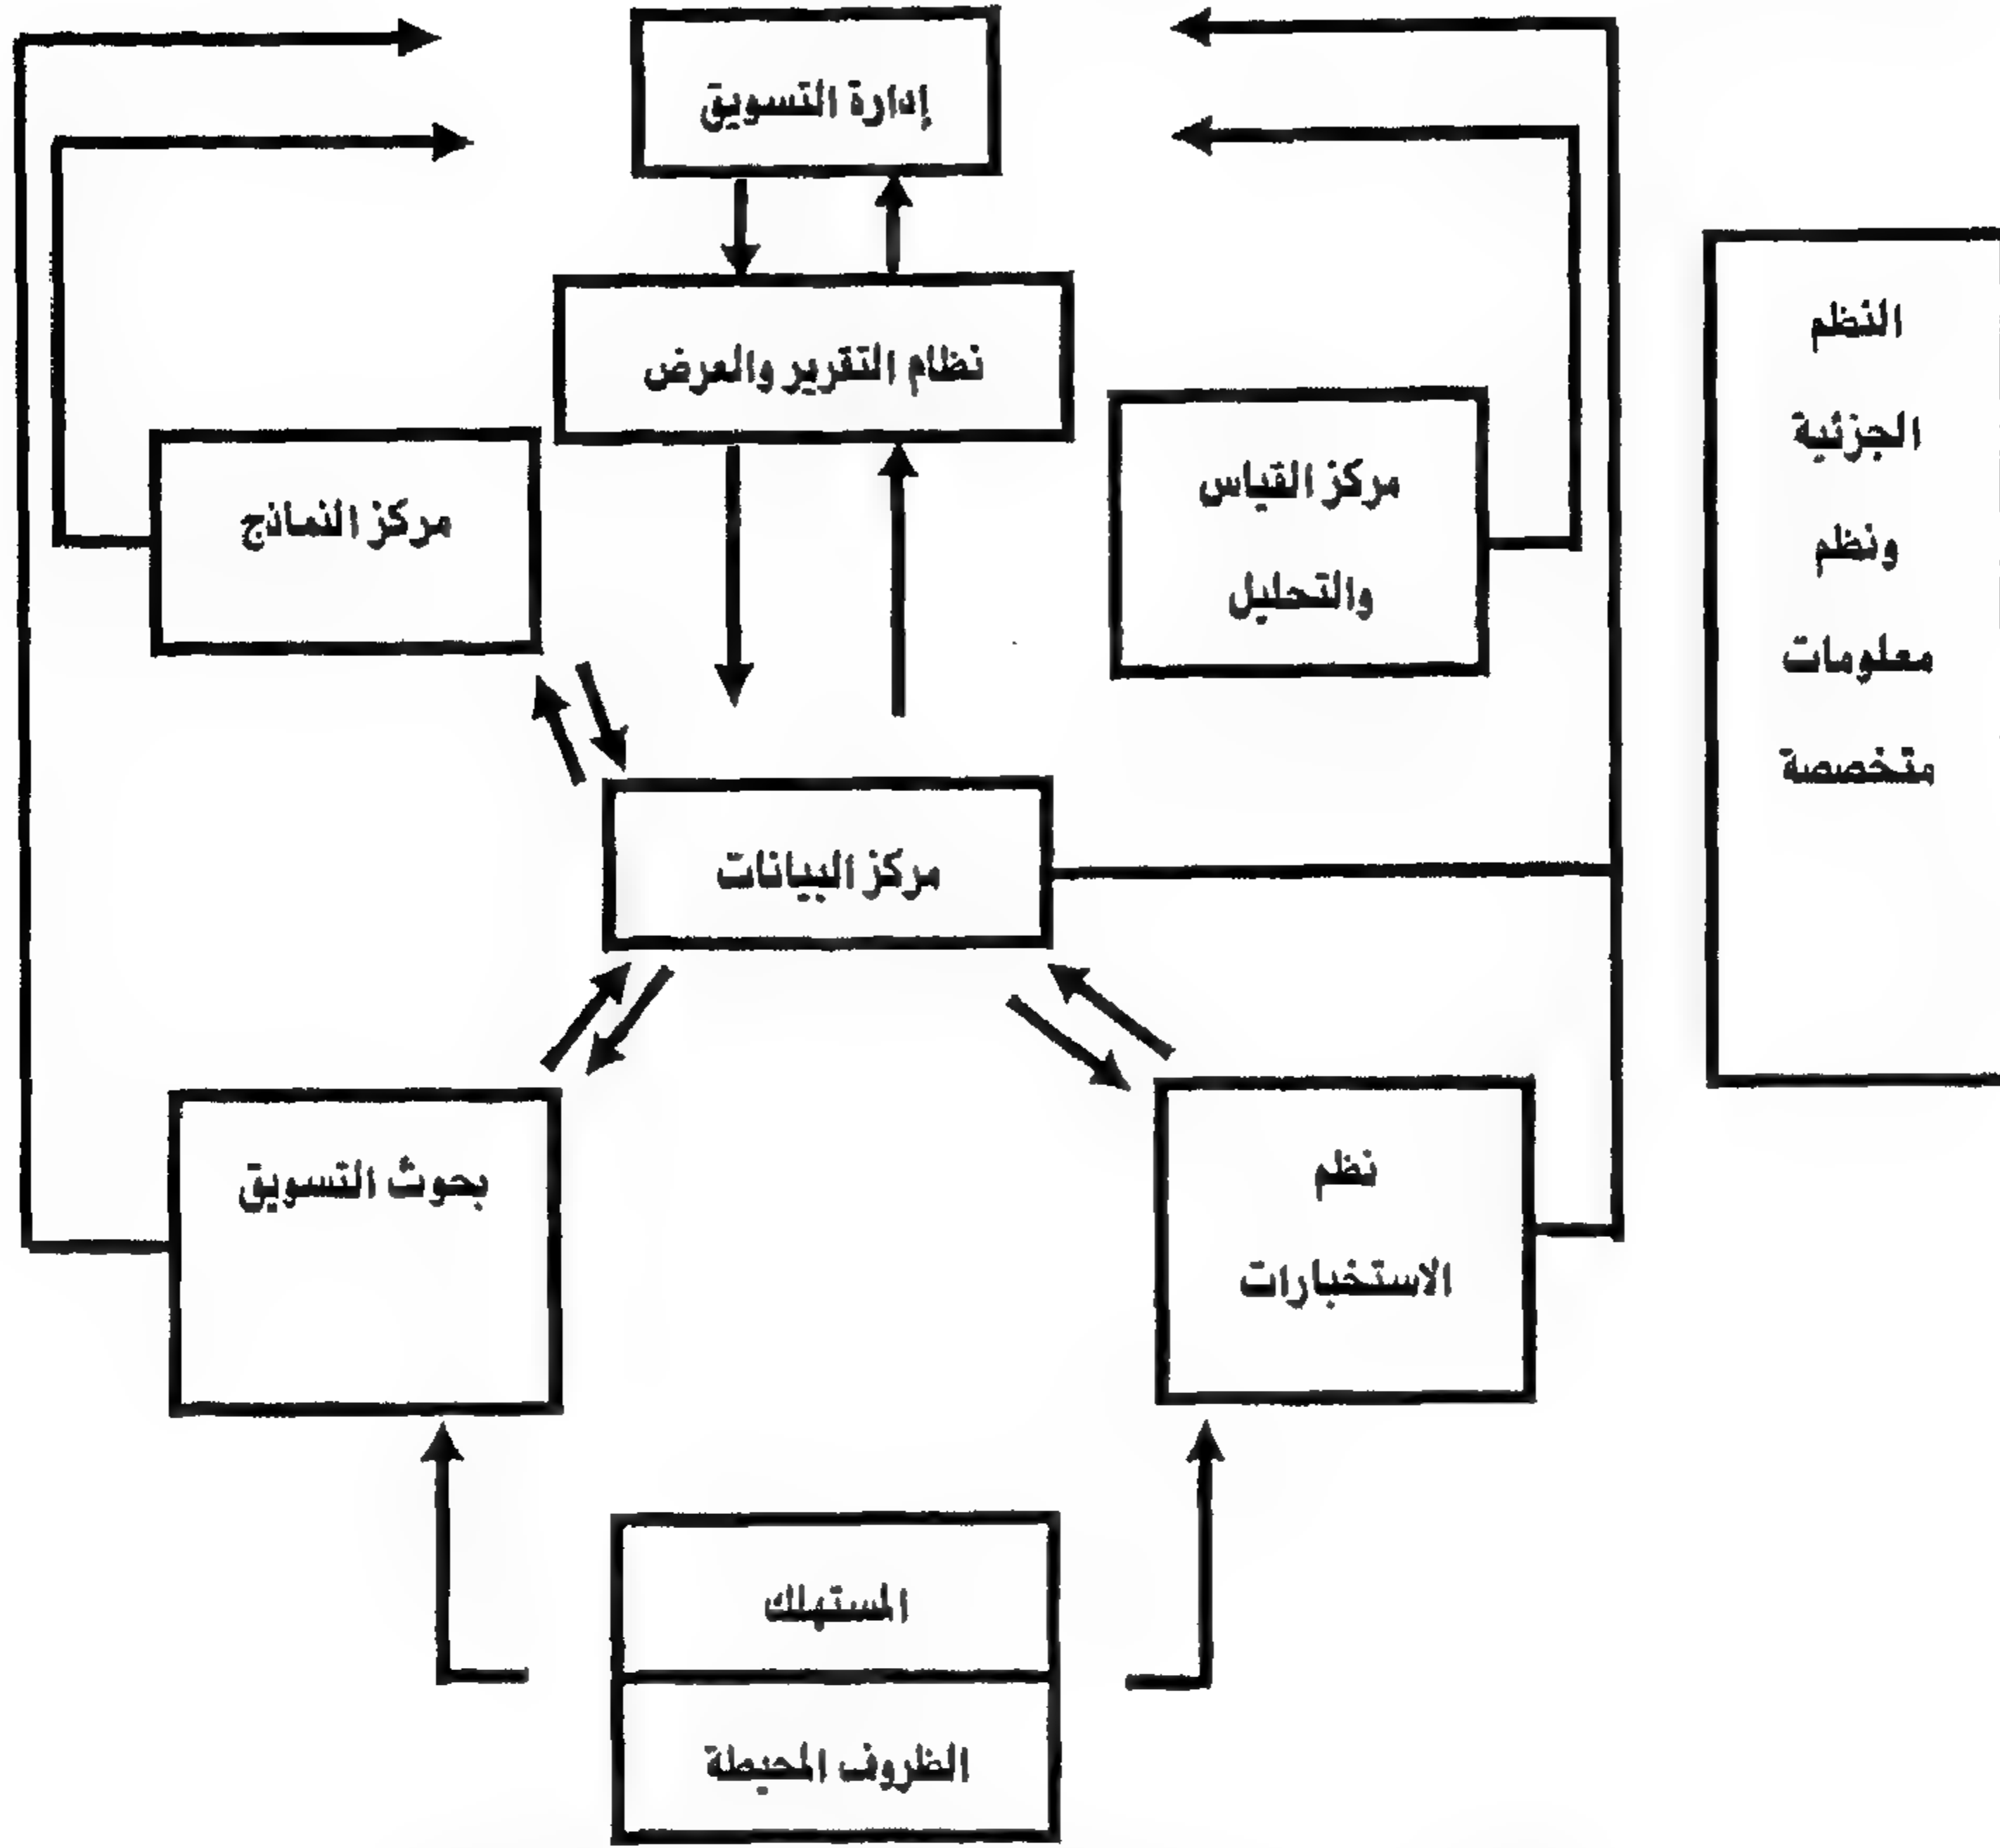 إدارة التسويق
نظام التقرير والعرض
مركز القياس
والتحليل
مركز النماذج
النظم
الجزئية
ونظم
معلومات
متخصصة
مركز البيانات
نظم
الاستخبارات
بحوث التسويق
المستهلك
الظروف المحيطة